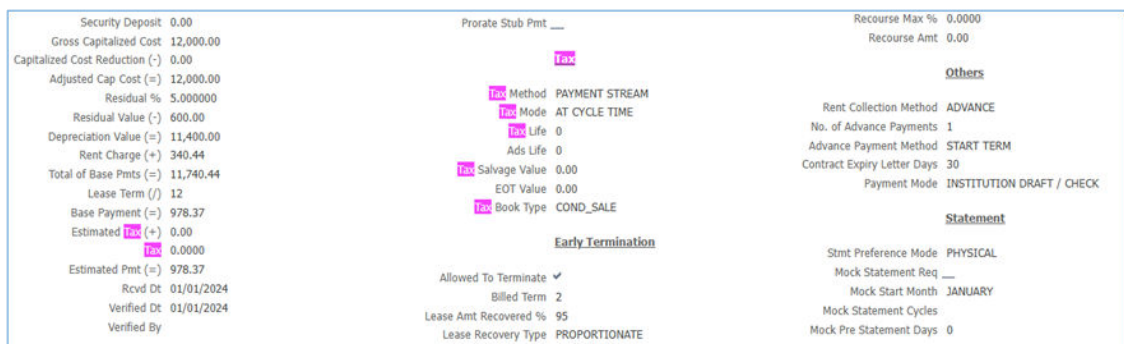 Security Deposit 0.00
Gross Capitalized Cost 12,000.00
Capitalized Cost Reduction (-) 0.00
Adjusted Cap Cost (=) 12,000.00
Residual % 5.000000
Residual Value (-) 600.00
Depreciation Value (=) 11,400.00
Rent Charge (+) 340.44
Total of Base Pmts (=) 11,740.44
Lease Term (/) 12
Base Payment (=) 978.37
Estimated Tax (+) 0.00
Tax 0.0000
Estimated Pmt (=) 978.37
Rcvd Dt 01/01/2024
Verified Dt 01/01/2024
Verified By
Prorate Stub Pmt
Tax
Tax Method PAYMENT STREAM
Tax Mode AT CYCLE TIME
Tax Life 0
Ads Life 0
Tax Salvage Value 0.00
EOT Value 0.00
Tax Book Type COND_SALE
Early Termination
Allowed To Terminate ✔
Billed Term 2
Lease Amt Recovered % 95
Lease Recovery Type PROPORTIONATE
Recourse Max % 0.0000
Recourse Amt 0.00
Others
Rent Collection Method ADVANCE
No. of Advance Payments 1
Advance Payment Method START TERM
Contract Expiry Letter Days 30
Payment Mode INSTITUTION DRAFT / CHECK
Statement
Stmt Preference Mode PHYSICAL
Mock Statement Req
Mock Start Month JANUARY
Mock Statement Cycles
Mock Pre Statement Days 0